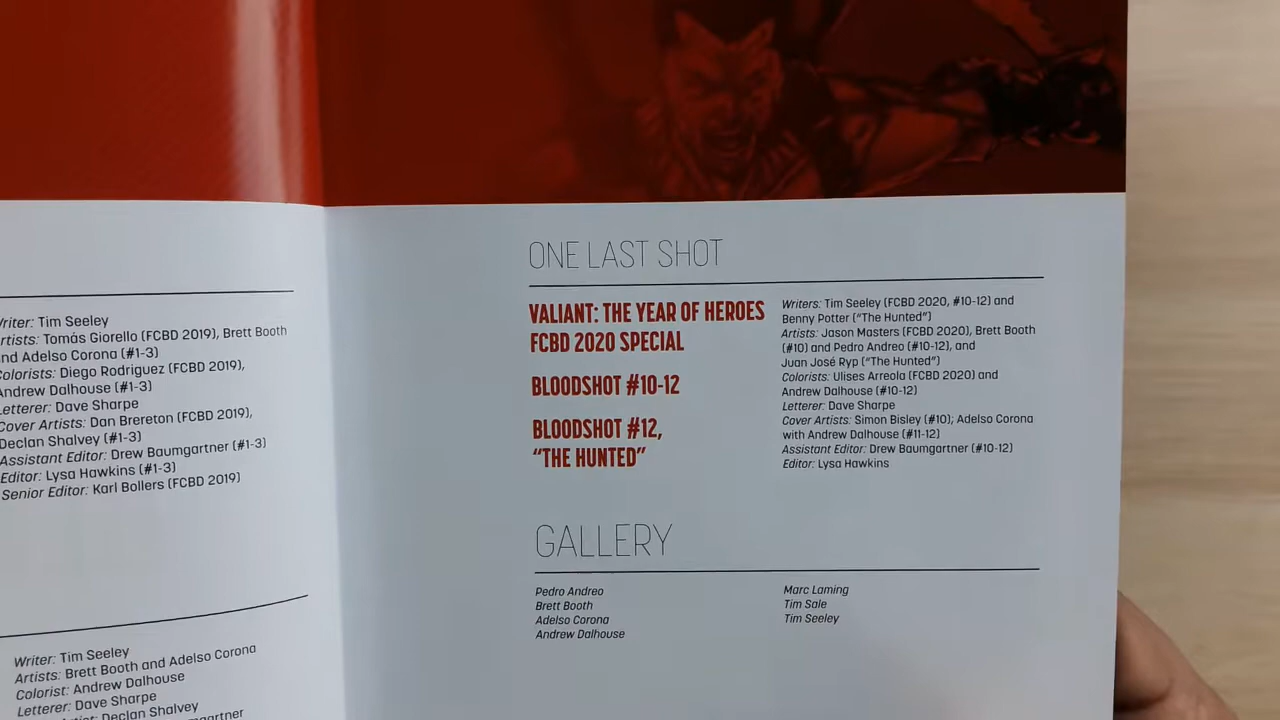 Writer: Tim Seeley
Artists: Tomás Giorello (FCBD 2019), Brett Booth
and Adelso Corona (#1-3)
Colorists: Diego Rodriguez (FCBD 2019),
Andrew Dalhouse (#1-3)
Letterer: Dave Sharpe
Cover Artists: Dan Brereton (FCBD 2019),
Declan Shalvey (#1-3)
Assistant Editor: Drew Baumgartner (#1-3)
Editor: Lysa Hawkins (#1-3)
Senior Editor: Karl Bollers (FCBD 2019)
Writer: Tim Seeley
Artists: Brett Booth and Adelso Corona
Colorist: Andrew Dalhouse
Letterer: Dave Sharpe
Declan Shalvey
ONE LAST SHOT
VALIANT: THE YEAR OF HEROES
FCBD 2020 SPECIAL
BLOODSHOT #10-12
BLOODSHOT #12,
“THE HUNTED”
Writers: Tim Seeley (FCBD 2020, #10-12) and
Benny Potter (“The Hunted”)
Artists: Jason Masters (FCBD 2020), Brett Booth
(#10) and Pedro Andreo (#10-12), and
Juan José Ryp (“The Hunted”)
Colorists: Ulises Arreola (FCBD 2020) and
Andrew Dalhouse (#10-12)
Letterer: Dave Sharpe
Cover Artists: Simon Bisley (#10); Adelso Corona
with Andrew Dalhouse (#11-12)
Assistant Editor: Drew Baumgartner (#10-12)
Editor: Lysa Hawkins
GALLERY
Pedro Andreo
Brett Booth
Adelso Corona
Andrew Dalhouse
Marc Laming
Tim Sale
Tim Seeley